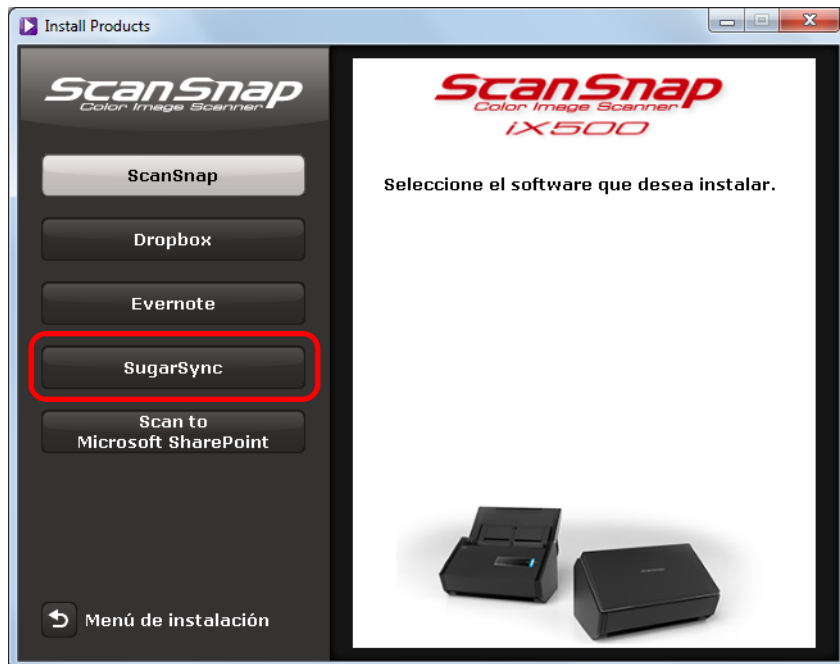 Install Products
ScanSnap
Color Image Scanner
ScanSnap
Dropbox
Evernote
SugarSync
Scan to
Microsoft SharePoint
Menú de instalación
ScanSnap
Color Image Scanner
iX500
Seleccione el software que desea instalar.